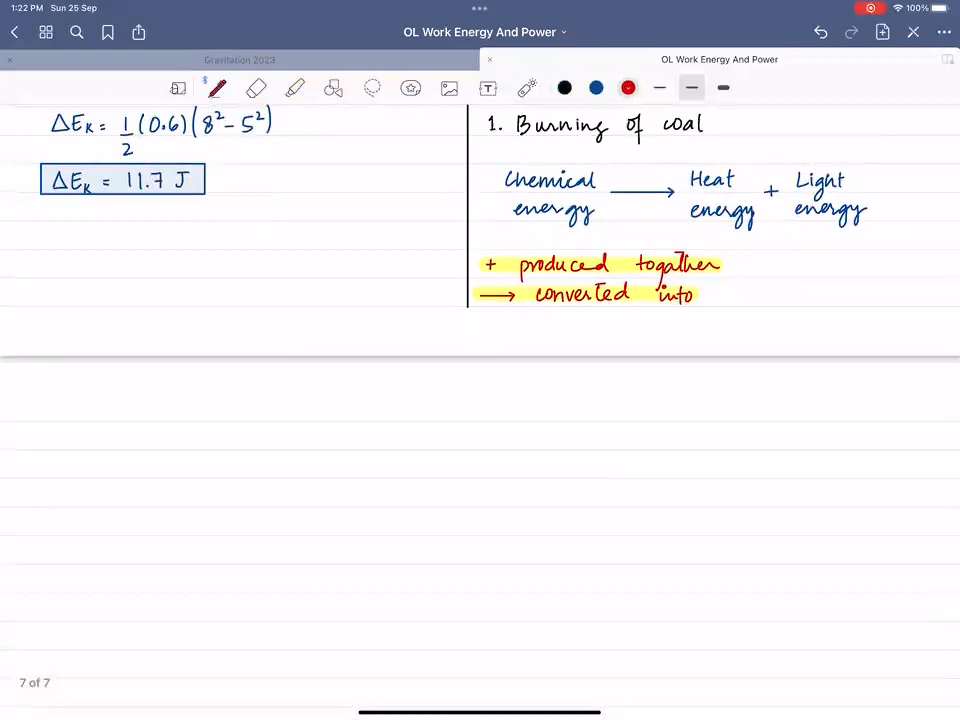 1:22 PM Sun 25 Sep
100%
OL Work Energy And Power
Gravitation 2023
OL Work Energy And Power
ΔEₖ = 1/2 (0.6)(8² − 5²)
ΔEₖ = 11.7 J
1. Burning of coal
Chemical energy ⟶ Heat energy + Light energy
+ produced togather
⟶ converted into
7 of 7